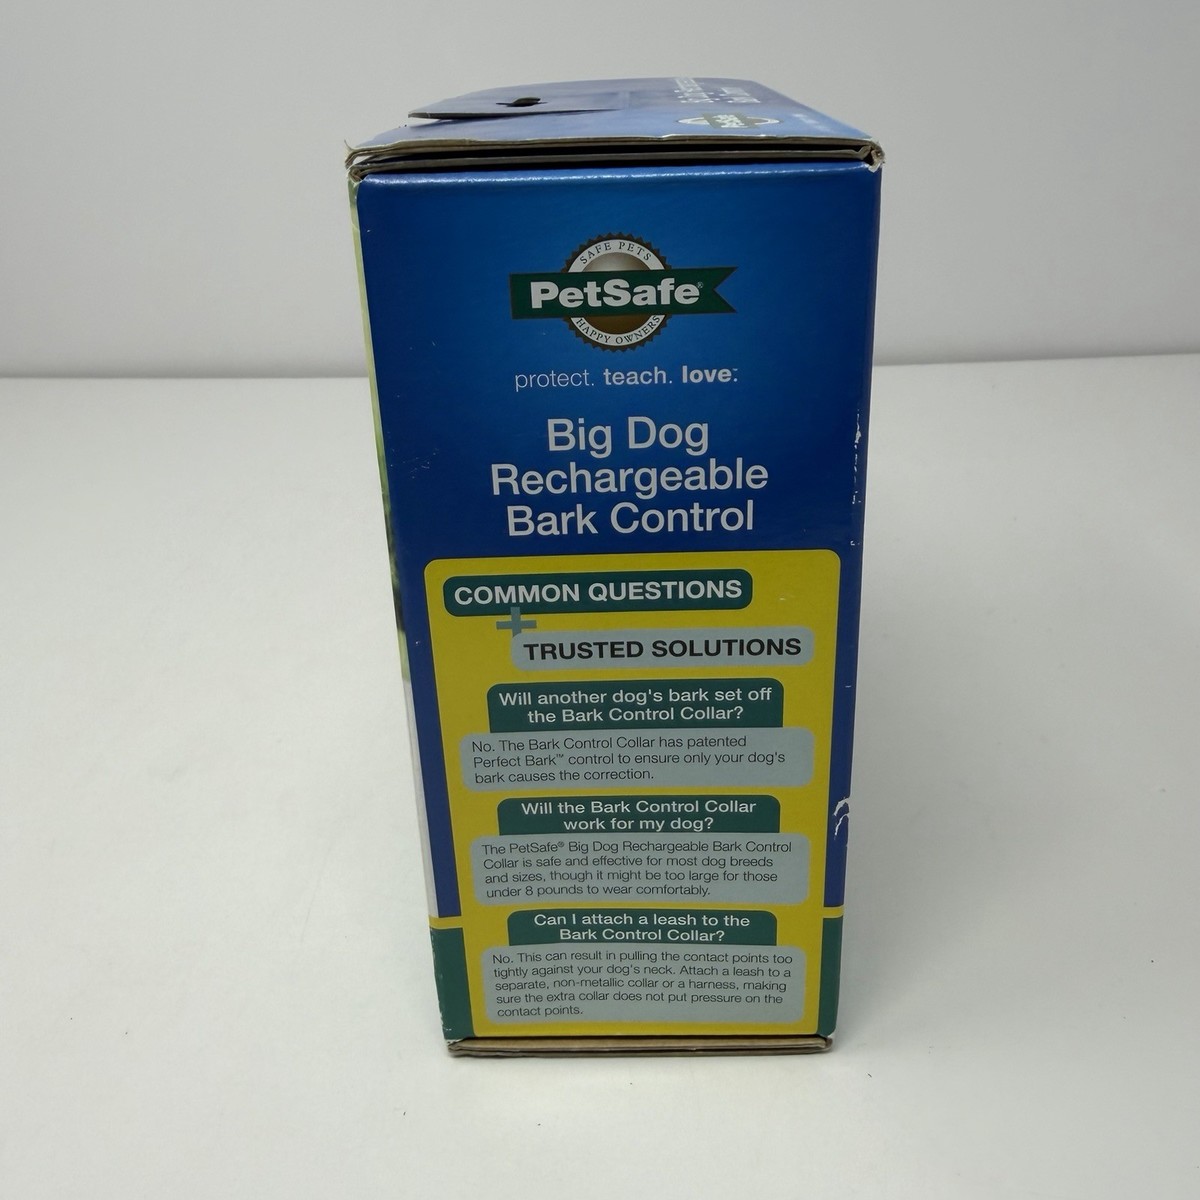 PetSafe
SAFE PETS
PetSafe®
HAPPY OWNERS
protect. teach. love.™
Big Dog
Rechargeable
Bark Control
COMMON QUESTIONS
+
TRUSTED SOLUTIONS
Will another dog's bark set off
the Bark Control Collar?
No. The Bark Control Collar has patented
Perfect Bark™ control to ensure only your dog's
bark causes the correction.
Will the Bark Control Collar
work for my dog?
The PetSafe® Big Dog Rechargeable Bark Control
Collar is safe and effective for most dog breeds
and sizes, though it might be too large for those
under 8 pounds to wear comfortably.
Can I attach a leash to the
Bark Control Collar?
No. This can result in pulling the contact points too
tightly against your dog's neck. Attach a leash to a
separate, non-metallic collar or a harness, making
sure the extra collar does not put pressure on the
contact points.